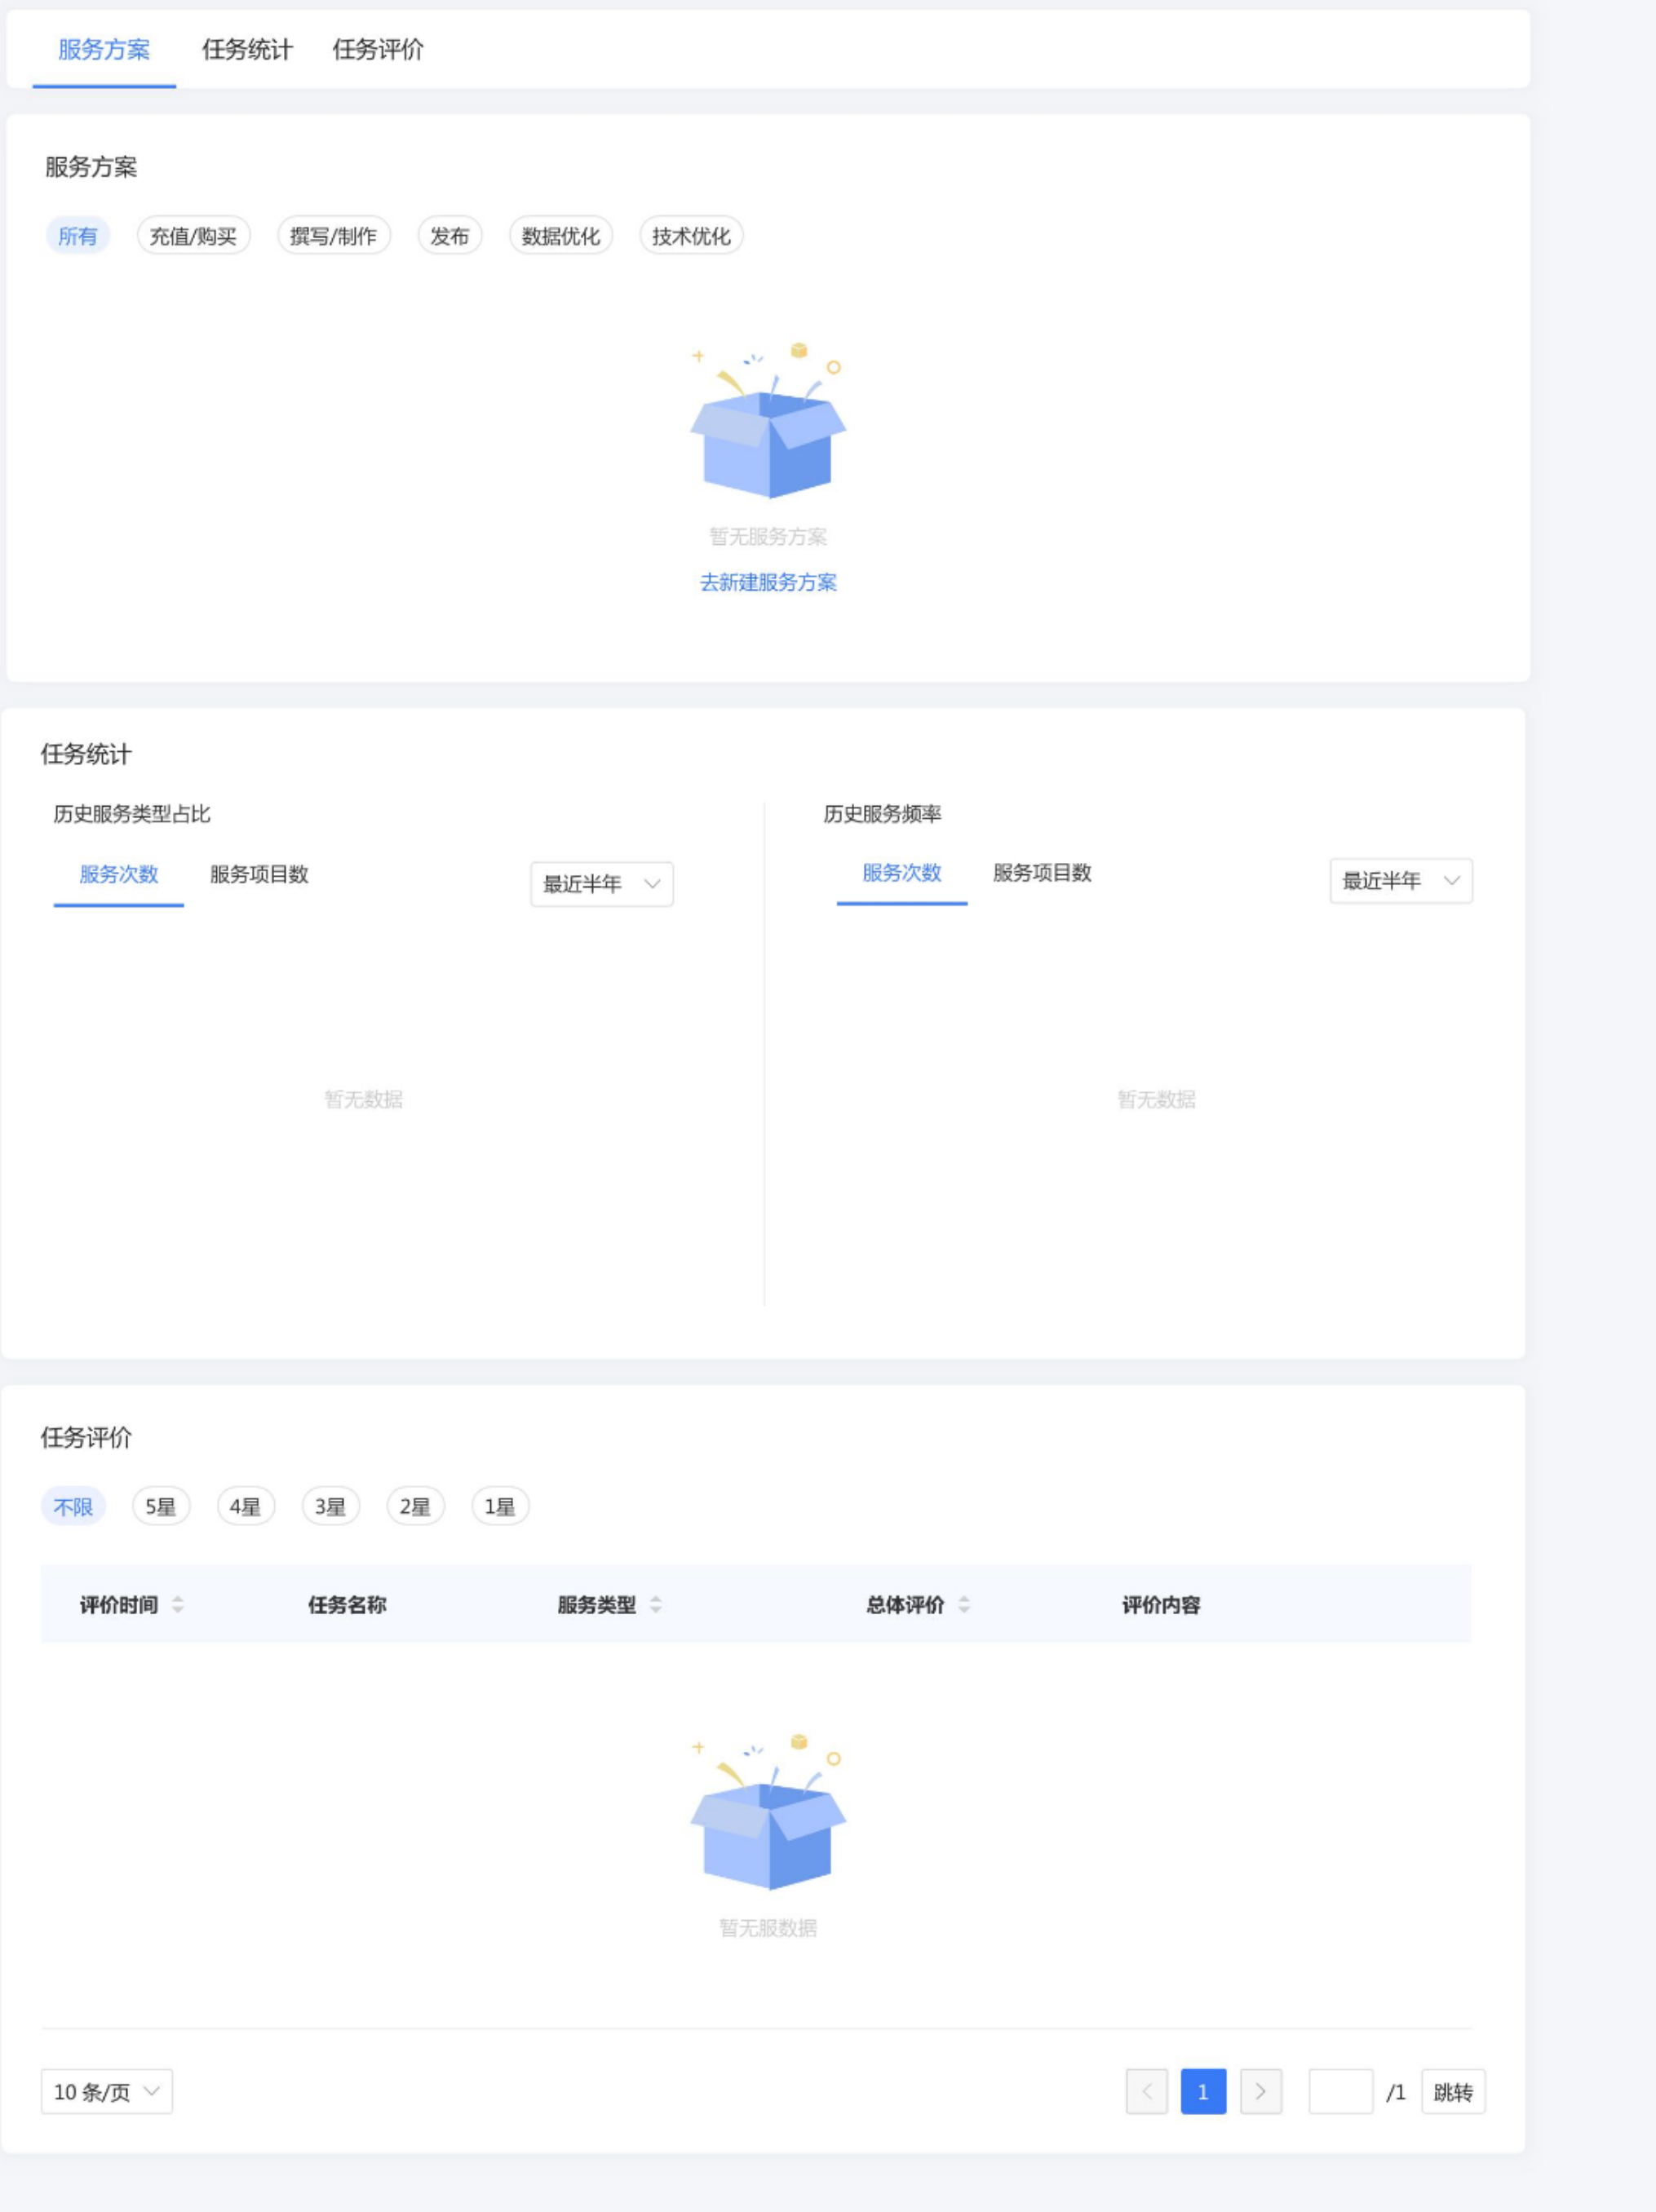 服务方案 任务统计 任务评价
服务方案
所有 充值/购买 撰写/制作 发布 数据优化 技术优化
暂无服务方案
去新建服务方案
任务统计
历史服务类型占比
服务次数 服务项目数 最近半年
暂无数据
历史服务频率
服务次数 服务项目数 最近半年
暂无数据
任务评价
不限 5星 4星 3星 2星 1星
评价时间 任务名称 服务类型 总体评价 评价内容
暂无服数据
10 条/页 < 1 > /1 跳转